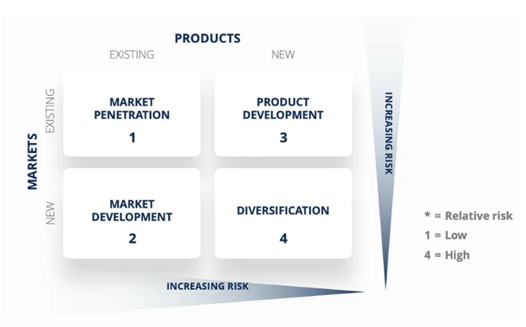 PRODUCTS
EXISTING
NEW
MARKETS
EXISTING
NEW
MARKET
PENETRATION
1
PRODUCT
DEVELOPMENT
3
MARKET
DEVELOPMENT
2
DIVERSIFICATION
4
INCREASING RISK
INCREASING RISK
* = Relative risk
1 = Low
4 = High